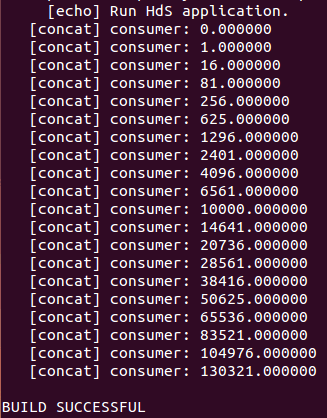 [echo] Run HdS application.
[concat] consumer: 0.000000
[concat] consumer: 1.000000
[concat] consumer: 16.000000
[concat] consumer: 81.000000
[concat] consumer: 256.000000
[concat] consumer: 625.000000
[concat] consumer: 1296.000000
[concat] consumer: 2401.000000
[concat] consumer: 4096.000000
[concat] consumer: 6561.000000
[concat] consumer: 10000.000000
[concat] consumer: 14641.000000
[concat] consumer: 20736.000000
[concat] consumer: 28561.000000
[concat] consumer: 38416.000000
[concat] consumer: 50625.000000
[concat] consumer: 65536.000000
[concat] consumer: 83521.000000
[concat] consumer: 104976.000000
[concat] consumer: 130321.000000
BUILD SUCCESSFUL